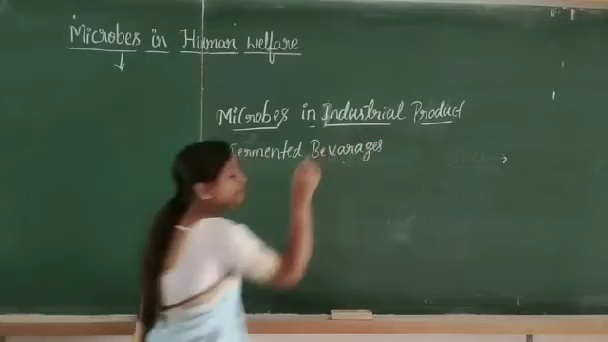 Microbes in Human welfare
Microbes in Industrial Product
Fermented Bevarages